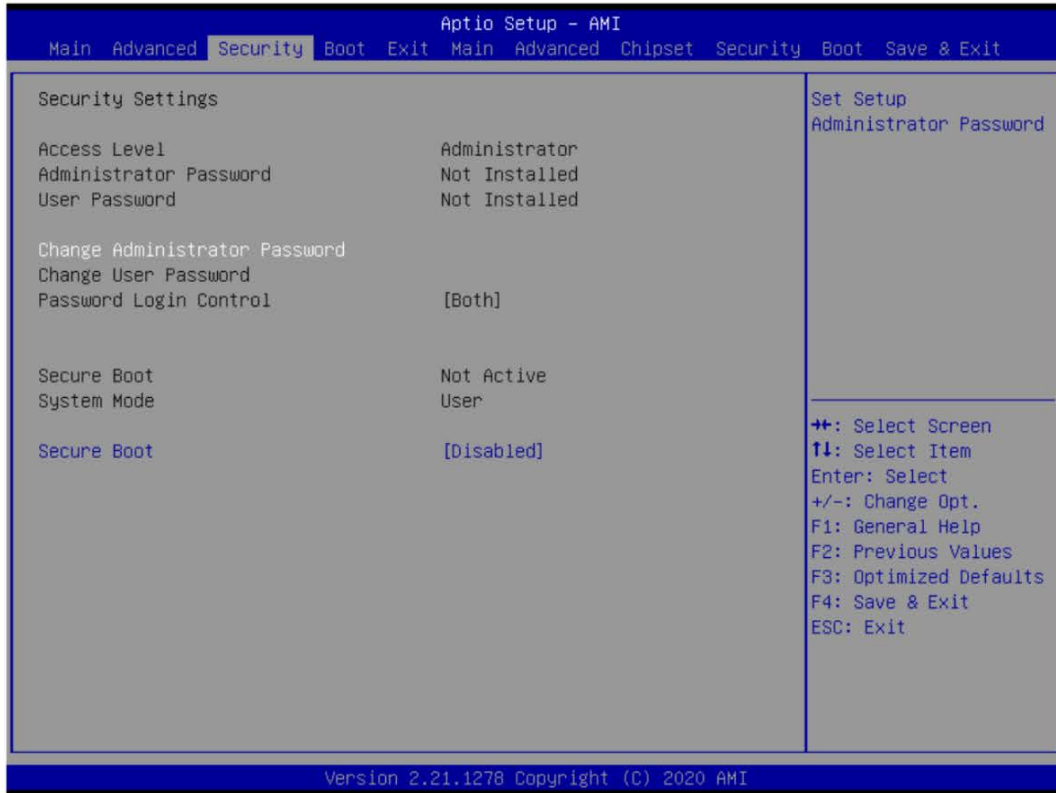 Aptio Setup – AMI
Main Advanced Security Boot Exit Main Advanced Chipset Security Boot Save & Exit
Security Settings
Access Level Administrator
Administrator Password Not Installed
User Password Not Installed
Change Administrator Password
Change User Password
Password Login Control [Both]
Secure Boot Not Active
System Mode User
Secure Boot [Disabled]
Set Setup
Administrator Password
→←: Select Screen
↑↓: Select Item
Enter: Select
+/-: Change Opt.
F1: General Help
F2: Previous Values
F3: Optimized Defaults
F4: Save & Exit
ESC: Exit
Version 2.21.1278 Copyright (C) 2020 AMI